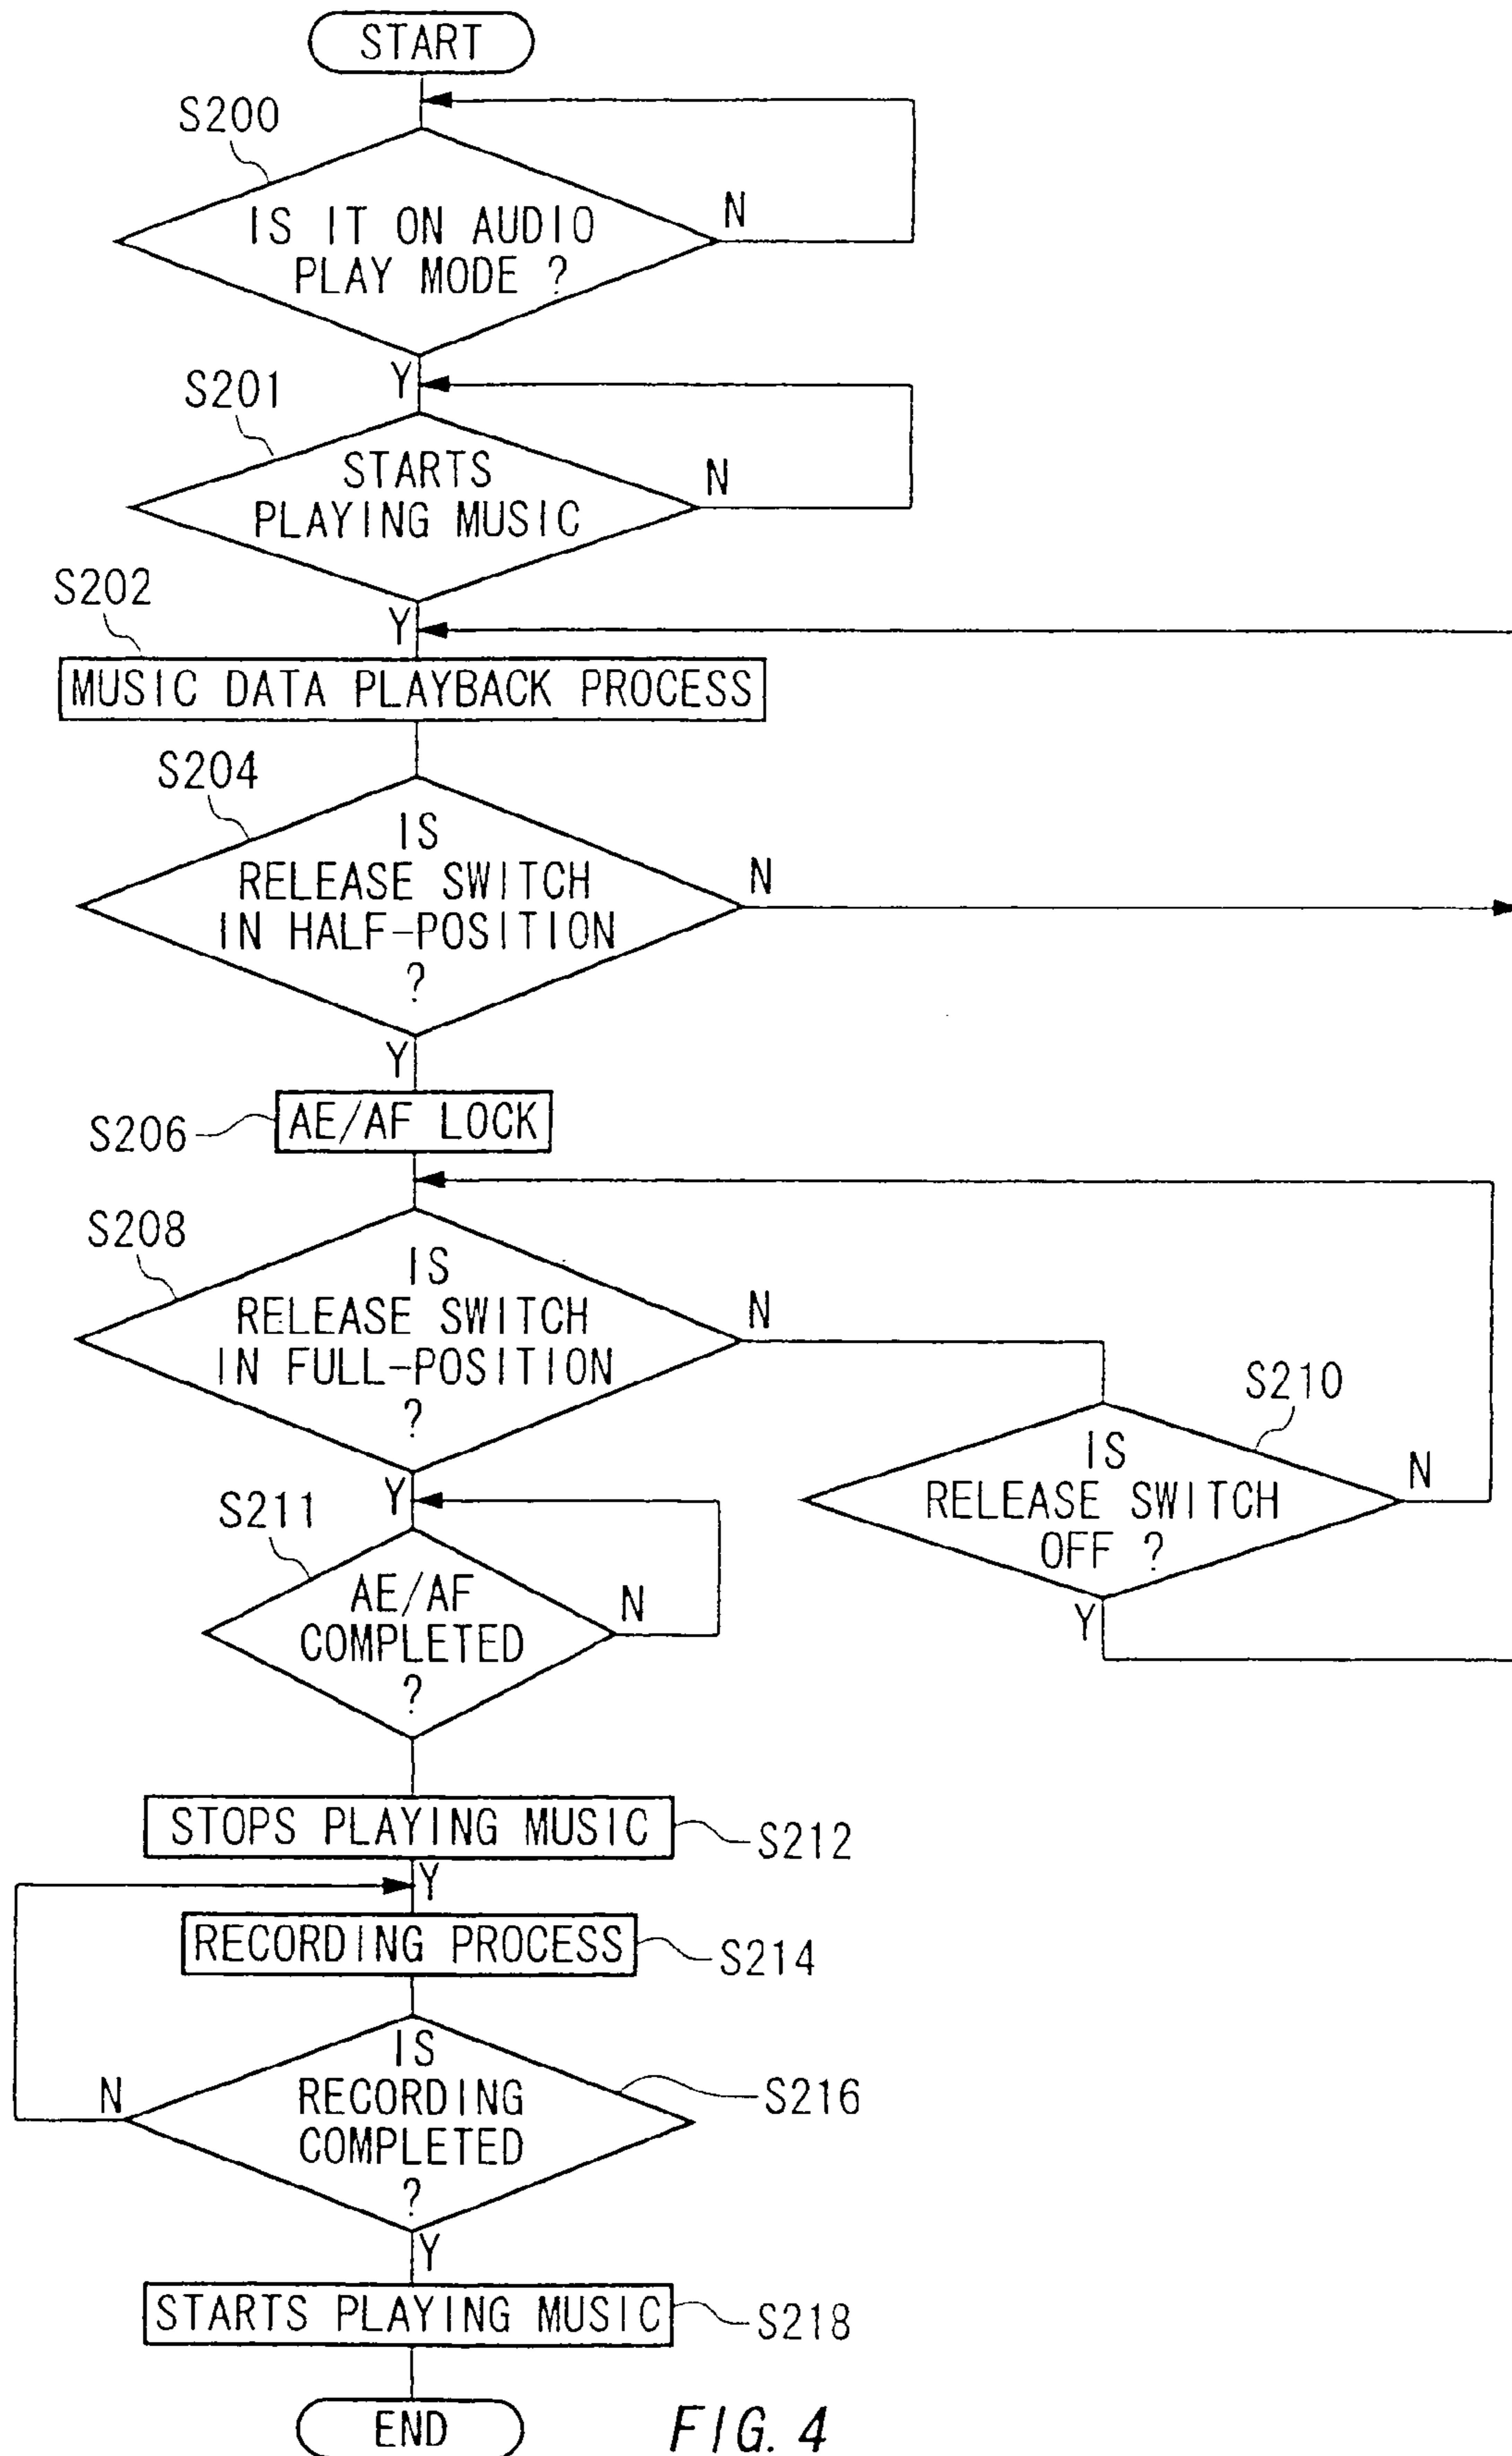 START
S200
IS IT ON AUDIO
PLAY MODE ?
N
Y
S201
STARTS
PLAYING MUSIC
N
Y
S202
MUSIC DATA PLAYBACK PROCESS
S204
IS
RELEASE SWITCH
IN HALF-POSITION
?
N
Y
S206
AE/AF LOCK
S208
IS
RELEASE SWITCH
IN FULL-POSITION
?
N
Y
S210
IS
RELEASE SWITCH
OFF ?
N
Y
S211
AE/AF
COMPLETED
?
N
STOPS PLAYING MUSIC
S212
Y
RECORDING PROCESS
S214
IS
RECORDING
COMPLETED
?
S216
N
Y
STARTS PLAYING MUSIC
S218
END
FIG. 4